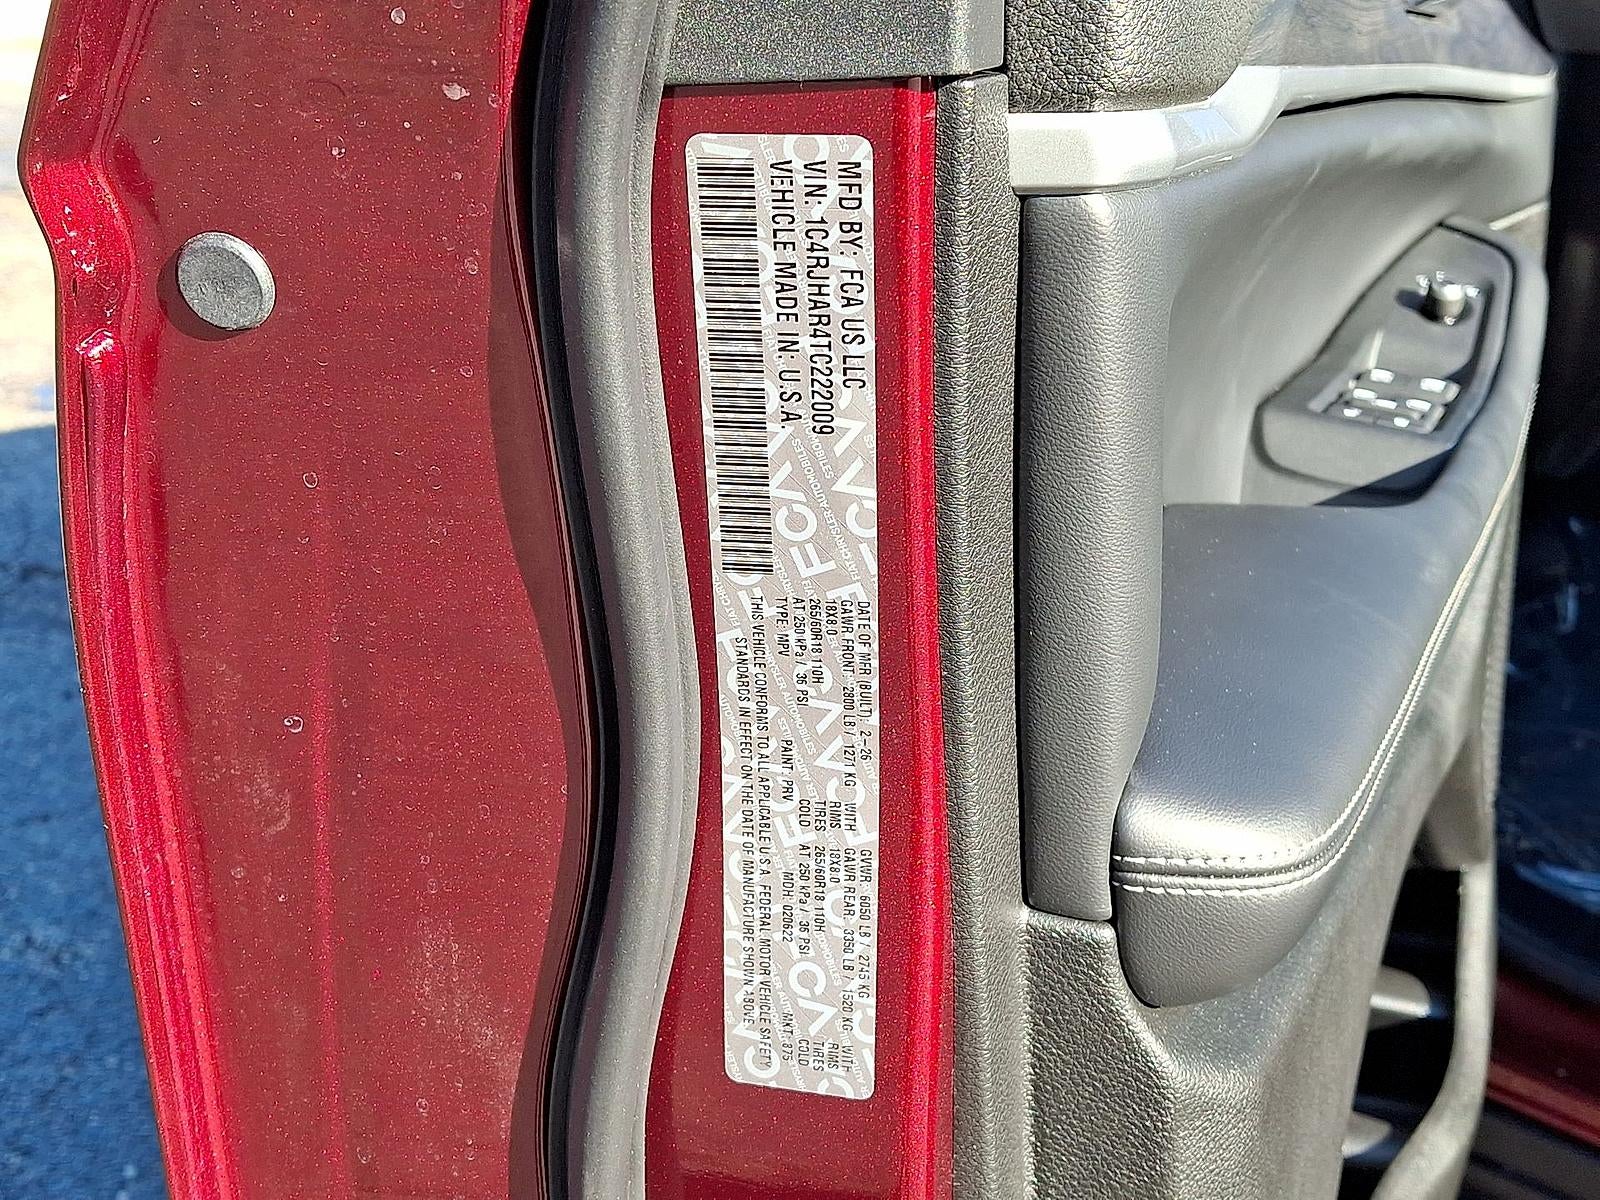 MFD BY: FCA US LLC
VIN: 1C4RJHAR4TC222009
VEHICLE MADE IN: U.S.A.
DATE OF MFR (BUILT): 2-26 GVWR: 6050 LB / 2745 KG
GAWR FRONT: 2800 LB / 1271 KG WITH GAWR REAR: 3350 LB / 1520 KG WITH
18X8.0 RIMS 18X8.0 RIMS
265/60R18 110H TIRES 265/60R18 110H TIRES
AT 250 kPa / 36 PSI COLD AT 250 kPa / 36 PSI COLD
TYPE: MPV PAINT: PRV MDH: 020622 MKT: 875
THIS VEHICLE CONFORMS TO ALL APPLICABLE U.S.A. FEDERAL MOTOR VEHICLE SAFETY
STANDARDS IN EFFECT ON THE DATE OF MANUFACTURE SHOWN ABOVE